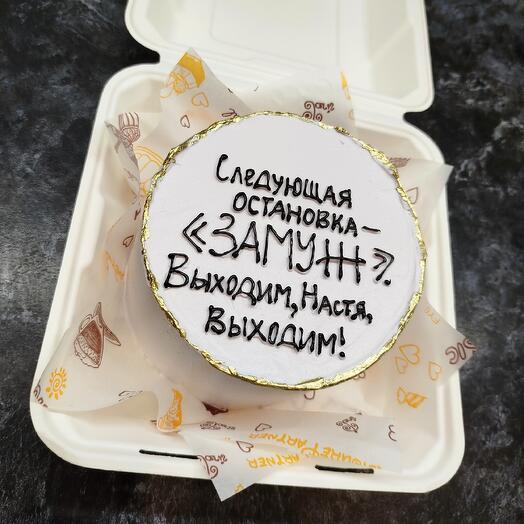 Следующая
остановка –
«ЗАМУЖ».
Выходим, Настя,
выходим!